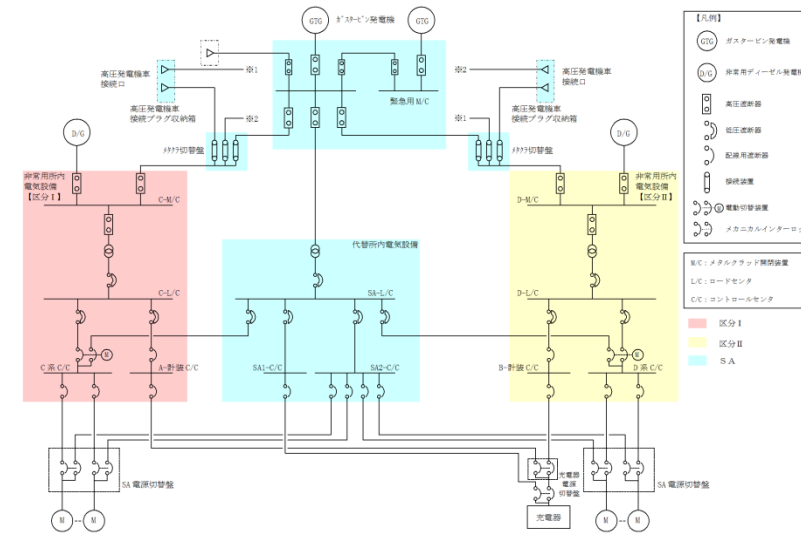 GTG
ガスタービン発電機
GTG
※1
※2
高圧発電機車
接続口
高圧発電機車
接続プラグ収納箱
※2
緊急用M/C
高圧発電機車
接続口
高圧発電機車
接続プラグ収納箱
※1
メタクラ切替盤
メタクラ切替盤
D/G
D/G
非常用所内
電気設備
【区分Ⅰ】
C-M/C
非常用所内
電気設備
【区分Ⅱ】
D-M/C
代替所内電気設備
C-L/C
SA-L/C
D-L/C
M
M
C系C/C
A-計装C/C
SA1-C/C
SA2-C/C
B-計装C/C
D系C/C
SA電源切替盤
充電器
電源
切替盤
SA電源切替盤
M
M
充電器
M
M
【凡例】
GTG
ガスタービン発電機
D/G
非常用ディーゼル発電機
高圧遮断器
低圧遮断器
配線用遮断器
接続装置
M
電動切替装置
メカニカルインターロッ
M/C：メタルクラッド開閉装置
L/C：ロードセンタ
C/C：コントロールセンタ
区分Ⅰ
区分Ⅱ
SA